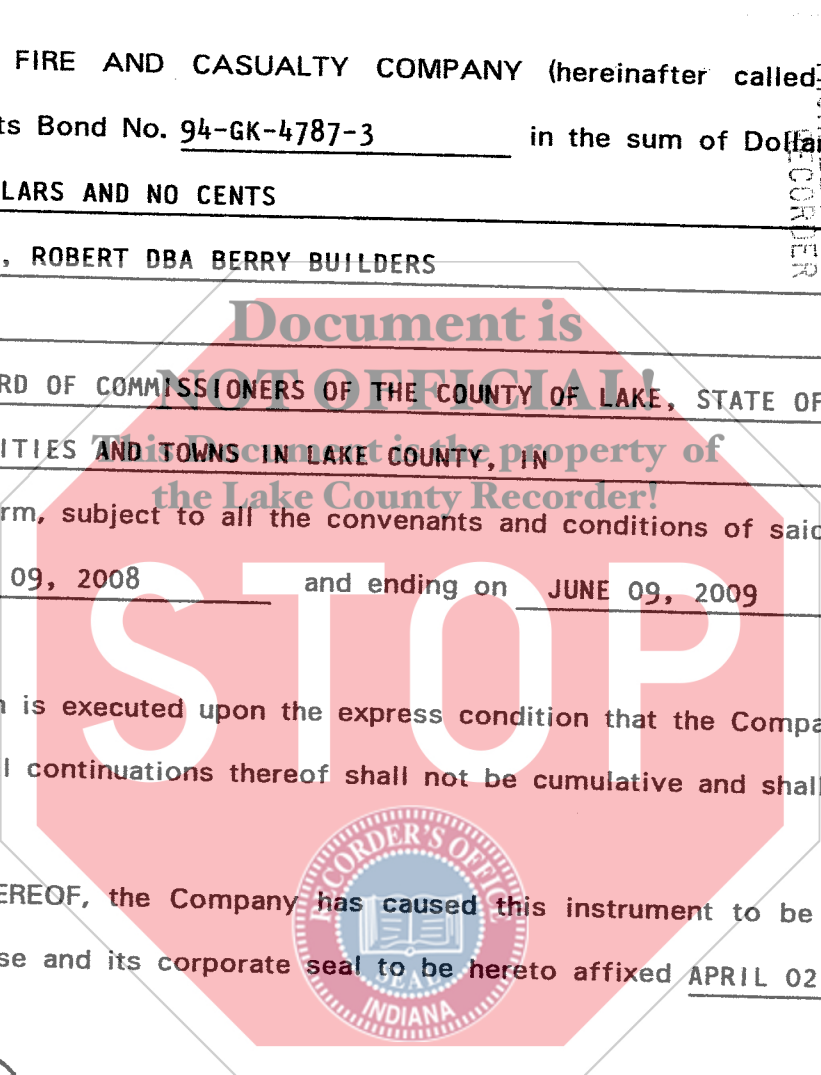 FIRE AND CASUALTY COMPANY (hereinafter called
ts Bond No. 94-GK-4787-3 in the sum of Dollar
LARS AND NO CENTS
RECORDER
, ROBERT DBA BERRY BUILDERS
Document is
NOT OFFICIAL!
RD OF COMMISSIONERS OF THE COUNTY OF LAKE, STATE OF
This Document is the property of
ITIES AND TOWNS IN LAKE COUNTY, IN
the Lake County Recorder!
rm, subject to all the convenants and conditions of said
09, 2008 and ending on JUNE 09, 2009
STOP
n is executed upon the express condition that the Compa
l continuations thereof shall not be cumulative and shall
EREOF, the Company has caused this instrument to be
se and its corporate seal to be hereto affixed APRIL 02
RECORDER'S OFFICE
SEAL
INDIANA